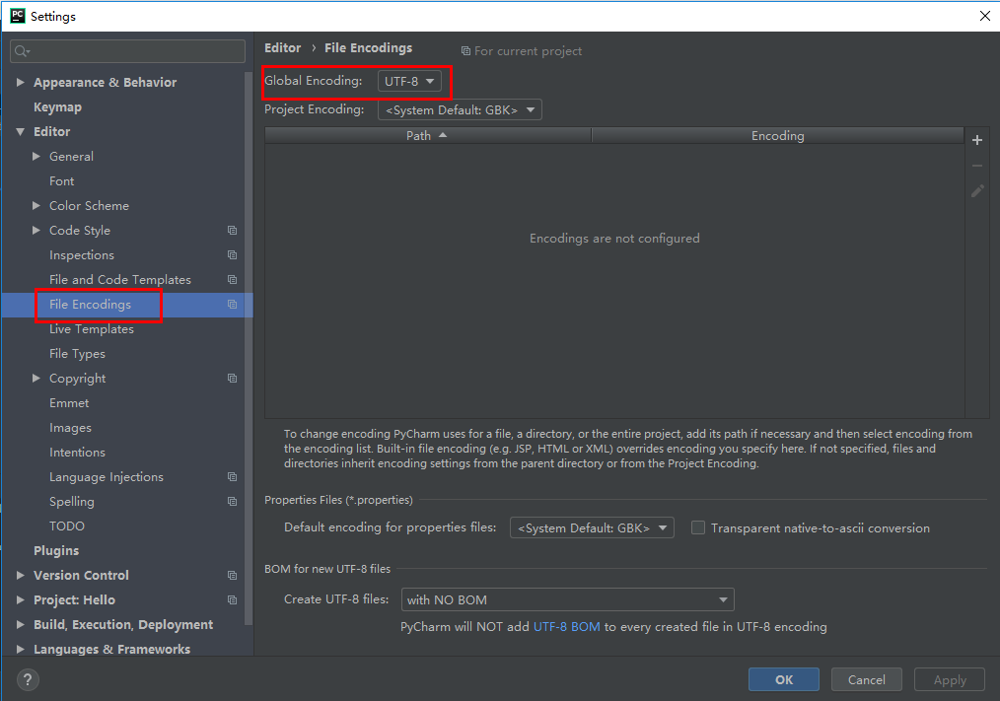 PC Settings
Editor › File Encodings For current project
Global Encoding: UTF-8
Project Encoding: <System Default: GBK>
Path Encoding
Encodings are not configured
Appearance & Behavior
Keymap
Editor
General
Font
Color Scheme
Code Style
Inspections
File and Code Templates
File Encodings
Live Templates
File Types
Copyright
Emmet
Images
Intentions
Language Injections
Spelling
TODO
Plugins
Version Control
Project: Hello
Build, Execution, Deployment
Languages & Frameworks
To change encoding PyCharm uses for a file, a directory, or the entire project, add its path if necessary and then select encoding from
the encoding list. Built-in file encoding (e.g. JSP, HTML or XML) overrides encoding you specify here. If not specified, files and
directories inherit encoding settings from the parent directory or from the Project Encoding.
Properties Files (*.properties)
Default encoding for properties files: <System Default: GBK> Transparent native-to-ascii conversion
BOM for new UTF-8 files
Create UTF-8 files: with NO BOM
PyCharm will NOT add UTF-8 BOM to every created file in UTF-8 encoding
?
OK Cancel Apply